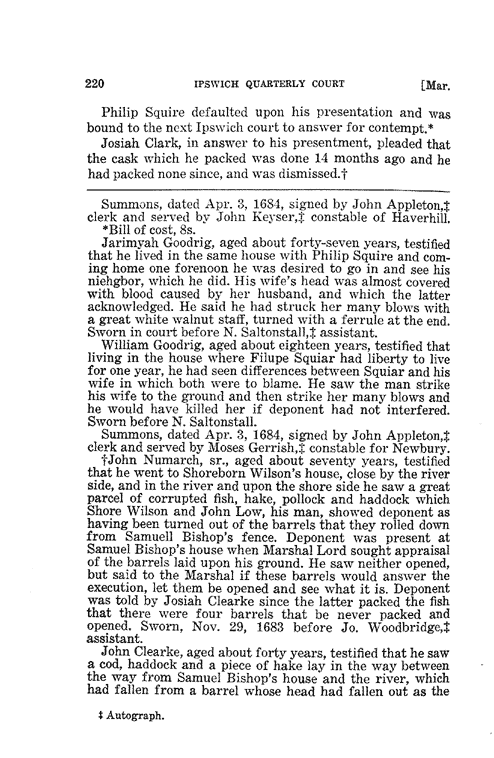 220 IPSWICH QUARTERLY COURT [Mar.
Philip Squire defaulted upon his presentation and was
bound to the next Ipswich court to answer for contempt.*
Josiah Clark, in answer to his presentment, pleaded that
the cask which he packed was done 14 months ago and he
had packed none since, and was dismissed.†
Summons, dated Apr. 3, 1684, signed by John Appleton,‡
clerk and served by John Keyser,‡ constable of Haverhill.
*Bill of cost, 8s.
Jarimyah Goodrig, aged about forty-seven years, testified
that he lived in the same house with Philip Squire and com-
ing home one forenoon he was desired to go in and see his
niehgbor, which he did. His wife's head was almost covered
with blood caused by her husband, and which the latter
acknowledged. He said he had struck her many blows with
a great white walnut staff, turned with a ferrule at the end.
Sworn in court before N. Saltonstall,‡ assistant.
William Goodrig, aged about eighteen years, testified that
living in the house where Filupe Squiar had liberty to live
for one year, he had seen differences between Squiar and his
wife in which both were to blame. He saw the man strike
his wife to the ground and then strike her many blows and
he would have killed her if deponent had not interfered.
Sworn before N. Saltonstall.
Summons, dated Apr. 3, 1684, signed by John Appleton,‡
clerk and served by Moses Gerrish,‡ constable for Newbury.
†John Numarch, sr., aged about seventy years, testified
that he went to Shoreborn Wilson's house, close by the river
side, and in the river and upon the shore side he saw a great
parcel of corrupted fish, hake, pollock and haddock which
Shore Wilson and John Low, his man, showed deponent as
having been turned out of the barrels that they rolled down
from Samuell Bishop's fence. Deponent was present at
Samuel Bishop's house when Marshal Lord sought appraisal
of the barrels laid upon his ground. He saw neither opened,
but said to the Marshal if these barrels would answer the
execution, let them be opened and see what it is. Deponent
was told by Josiah Clearke since the latter packed the fish
that there were four barrels that be never packed and
opened. Sworn, Nov. 29, 1683 before Jo. Woodbridge,‡
assistant.
John Clearke, aged about forty years, testified that he saw
a cod, haddock and a piece of hake lay in the way between
the way from Samuel Bishop's house and the river, which
had fallen from a barrel whose head had fallen out as the
‡ Autograph.